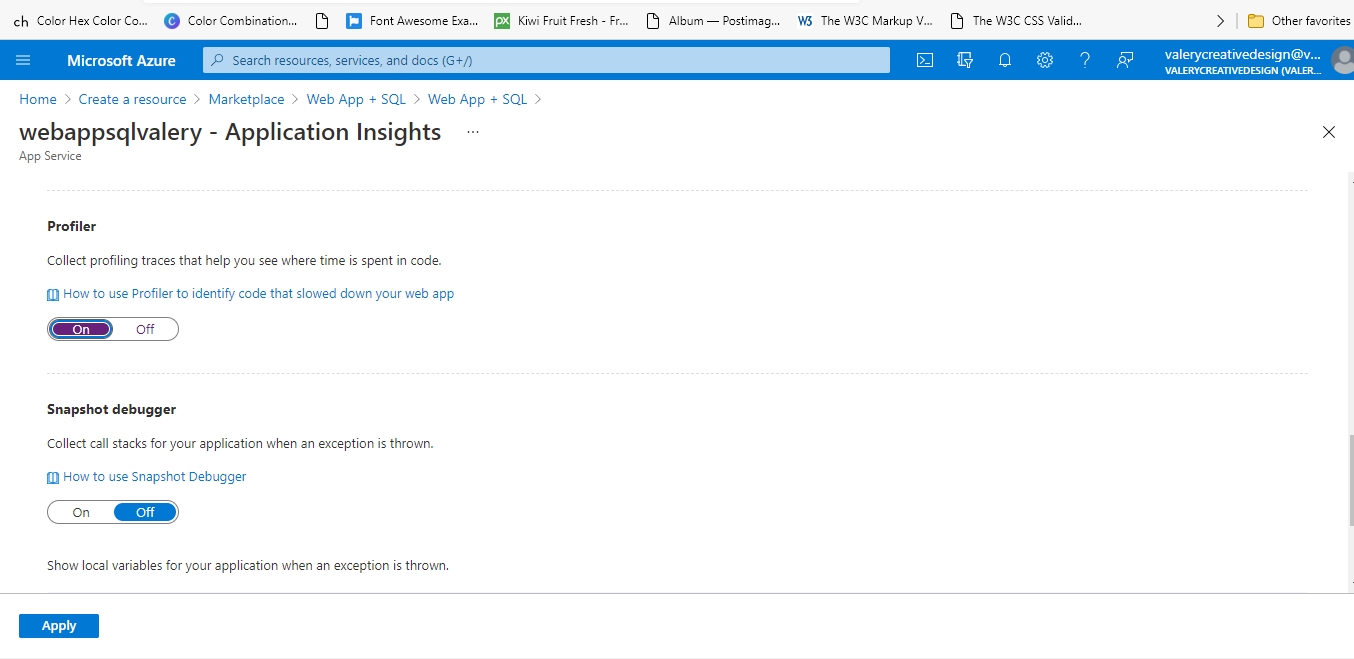 ch Color Hex Color Co... C Color Combination... Font Awesome Exa... px Kiwi Fruit Fresh - Fr... Album — Postimag... W3 The W3C Markup V... The W3C CSS Valid... Other favorites
Microsoft Azure Search resources, services, and docs (G+/) valerycreativedesign@v...
VALERYCREATIVEDESIGN (VALER...
Home > Create a resource > Marketplace > Web App + SQL > Web App + SQL >
webappsqlvalery - Application Insights ...
App Service
Profiler
Collect profiling traces that help you see where time is spent in code.
How to use Profiler to identify code that slowed down your web app
On Off
Snapshot debugger
Collect call stacks for your application when an exception is thrown.
How to use Snapshot Debugger
On Off
Show local variables for your application when an exception is thrown.
Apply